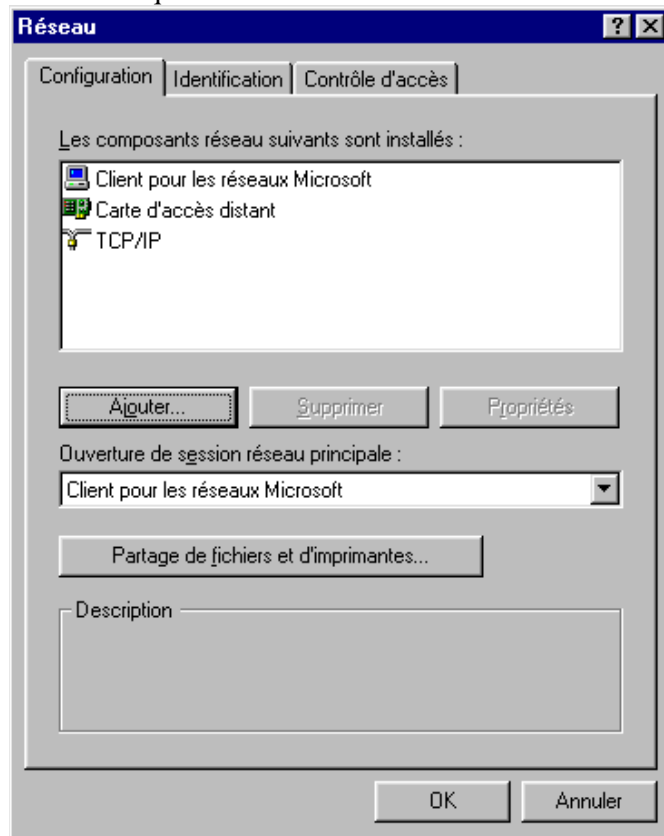 Réseau
Configuration Identification Contrôle d'accès
Les composants réseau suivants sont installés :
Client pour les réseaux Microsoft
Carte d'accès distant
TCP/IP
Ajouter... Supprimer Propriétés
Ouverture de session réseau principale :
Client pour les réseaux Microsoft
Partage de fichiers et d'imprimantes...
Description
OK Annuler